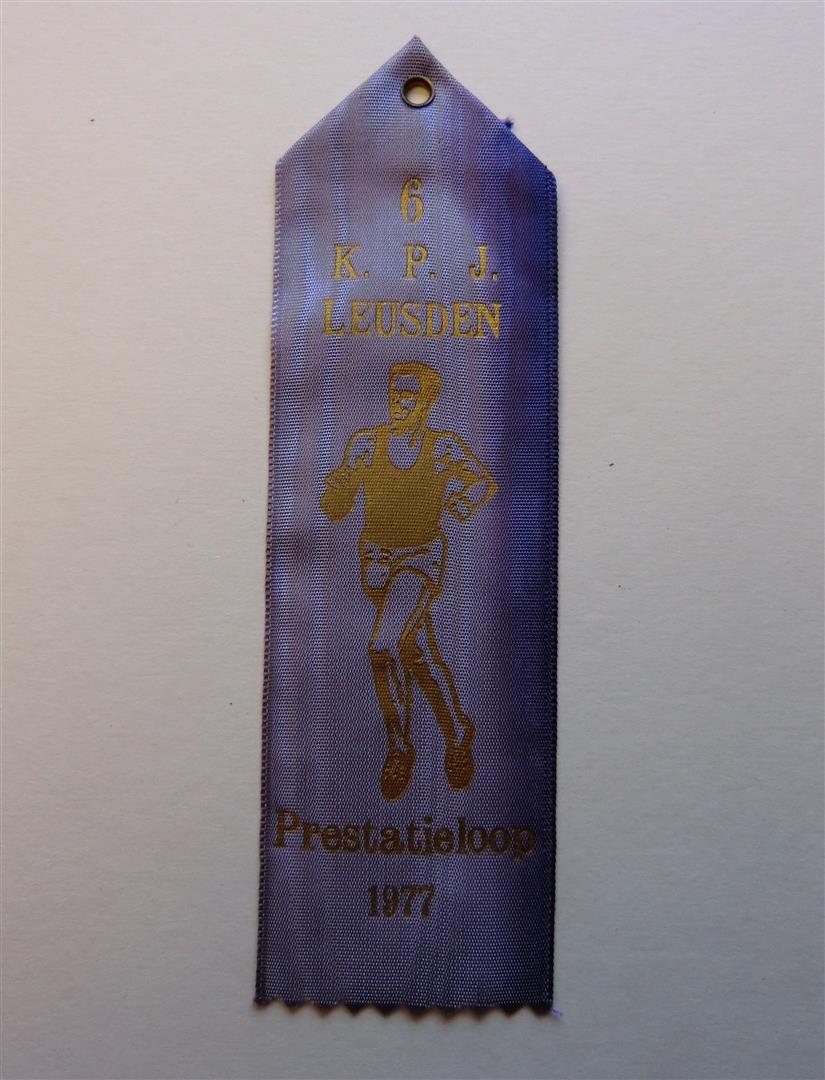 6
K. P. J.
LEUSDEN
Prestatieloop
1977